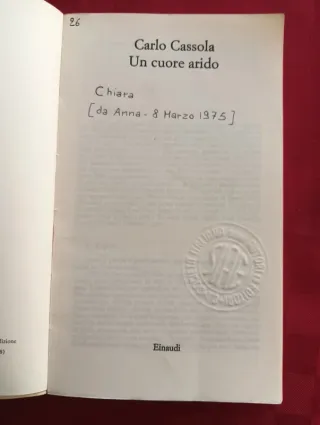 26
Carlo Cassola
Un cuore arido
Chiara
[da Anna - 8 Marzo 1975]
Einaudi